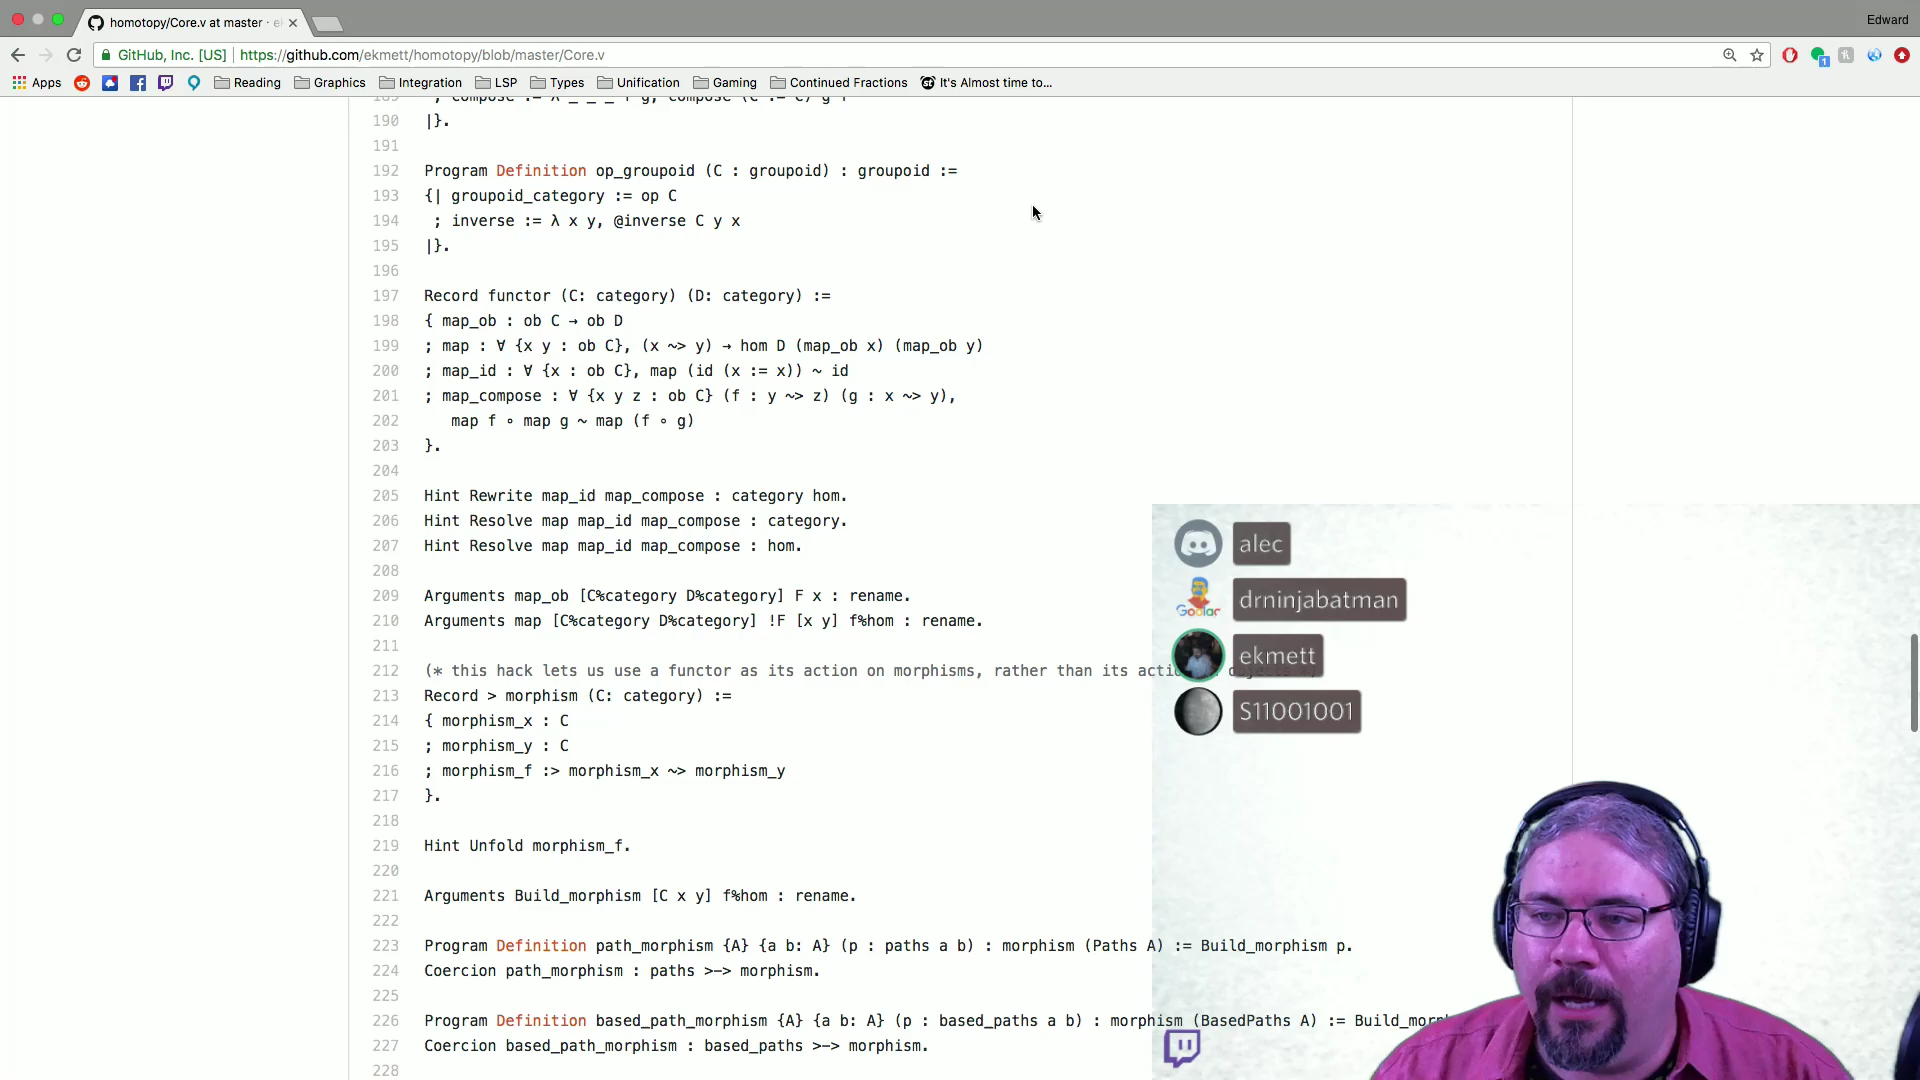 homotopy/Core.v at master · e
Edward
GitHub, Inc. [US] https://github.com/ekmett/homotopy/blob/master/Core.v
Apps Reading Graphics Integration LSP Types Unification Gaming Continued Fractions It's Almost time to...
190 |}.
191
192 Program Definition op_groupoid (C : groupoid) : groupoid :=
193 {| groupoid_category := op C
194 ; inverse := λ x y, @inverse C y x
195 |}.
196
197 Record functor (C: category) (D: category) :=
198 { map_ob : ob C → ob D
199 ; map : ∀ {x y : ob C}, (x ~> y) → hom D (map_ob x) (map_ob y)
200 ; map_id : ∀ {x : ob C}, map (id (x := x)) ~ id
201 ; map_compose : ∀ {x y z : ob C} (f : y ~> z) (g : x ~> y),
202 map f ∘ map g ~ map (f ∘ g)
203 }.
204
205 Hint Rewrite map_id map_compose : category hom.
206 Hint Resolve map map_id map_compose : category.
207 Hint Resolve map map_id map_compose : hom.
208
209 Arguments map_ob [C%category D%category] F x : rename.
210 Arguments map [C%category D%category] !F [x y] f%hom : rename.
211
212 (* this hack lets us use a functor as its action on morphisms, rather than its acti
213 Record > morphism (C: category) :=
214 { morphism_x : C
215 ; morphism_y : C
216 ; morphism_f :> morphism_x ~> morphism_y
217 }.
218
219 Hint Unfold morphism_f.
220
221 Arguments Build_morphism [C x y] f%hom : rename.
222
223 Program Definition path_morphism {A} {a b: A} (p : paths a b) : morphism (Paths A) := Build_morphism p.
224 Coercion path_morphism : paths >-> morphism.
225
226 Program Definition based_path_morphism {A} {a b: A} (p : based_paths a b) : morphism (BasedPaths A) := Build_morp
227 Coercion based_path_morphism : based_paths >-> morphism.
228
alec
drninjabatman
ekmett
S11001001